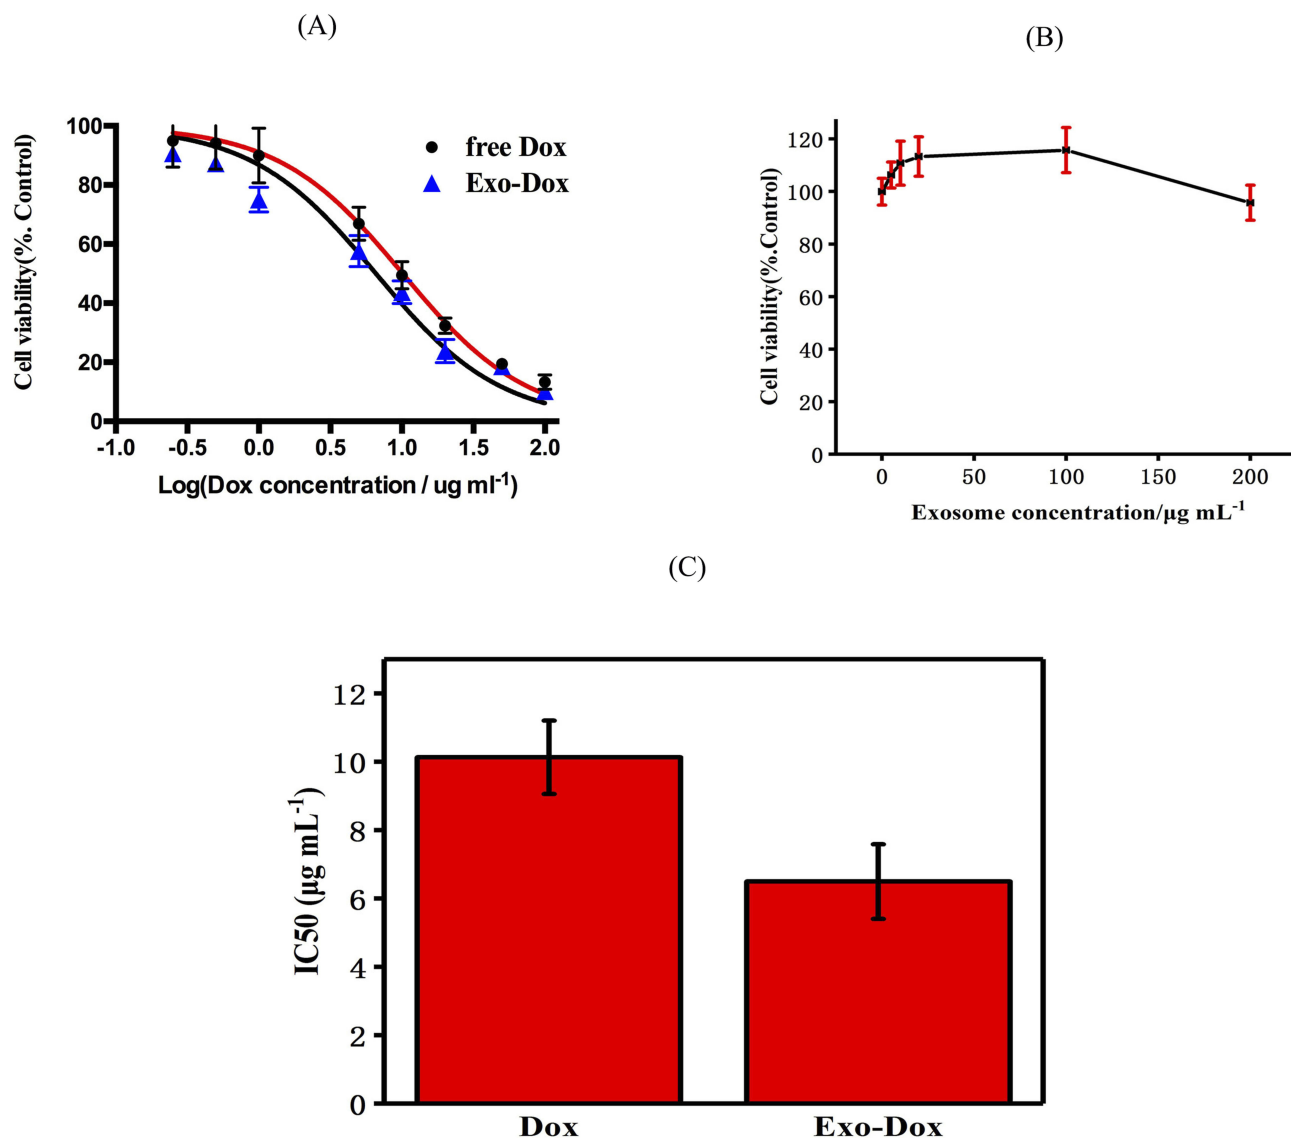 (A)
Cell viability(%. Control)
100
80
60
40
20
0
free Dox
Exo-Dox
-1.0 -0.5 0.0 0.5 1.0 1.5 2.0
Log(Dox concentration / ug ml⁻¹)
(B)
Cell viability(%.Control)
120
100
80
60
40
20
0
0 50 100 150 200
Exosome concentration/µg mL⁻¹
(C)
IC50 (µg mL⁻¹)
12
10
8
6
4
2
0
Dox Exo-Dox